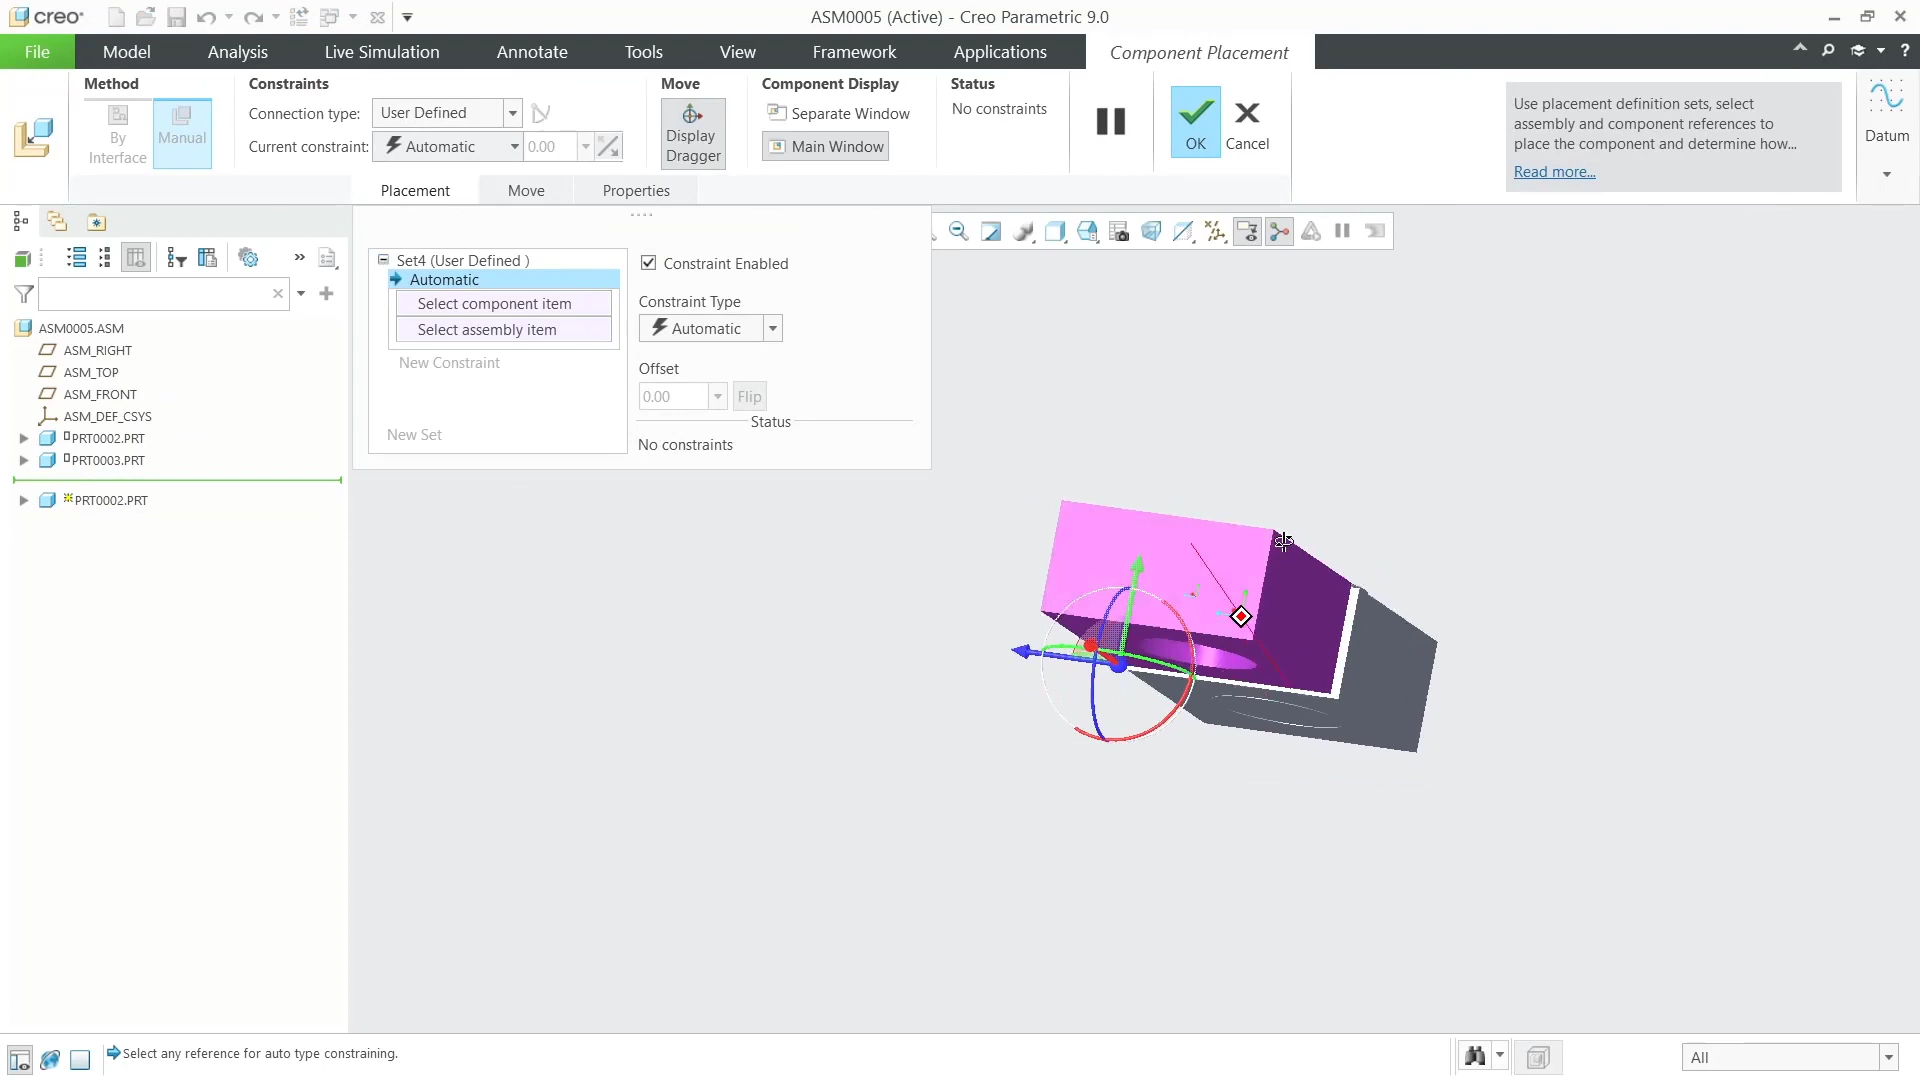 creo
ASM0005 (Active) - Creo Parametric 9.0
File
Model
Analysis
Live Simulation
Annotate
Tools
View
Framework
Applications
Component Placement
Method
By
Interface
Manual
Constraints
Connection type:
User Defined
Current constraint:
Automatic
0.00
Move
Display
Dragger
Component Display
Separate Window
Main Window
Status
No constraints
OK
Cancel
Use placement definition sets, select
assembly and component references to
place the component and determine how...
Read more...
Datum
Placement
Move
Properties
Set4 (User Defined )
Automatic
Select component item
Select assembly item
New Constraint
New Set
Constraint Enabled
Constraint Type
Automatic
Offset
0.00
Flip
Status
No constraints
ASM0005.ASM
ASM_RIGHT
ASM_TOP
ASM_FRONT
ASM_DEF_CSYS
PRT0002.PRT
PRT0003.PRT
PRT0002.PRT
Select any reference for auto type constraining.
All